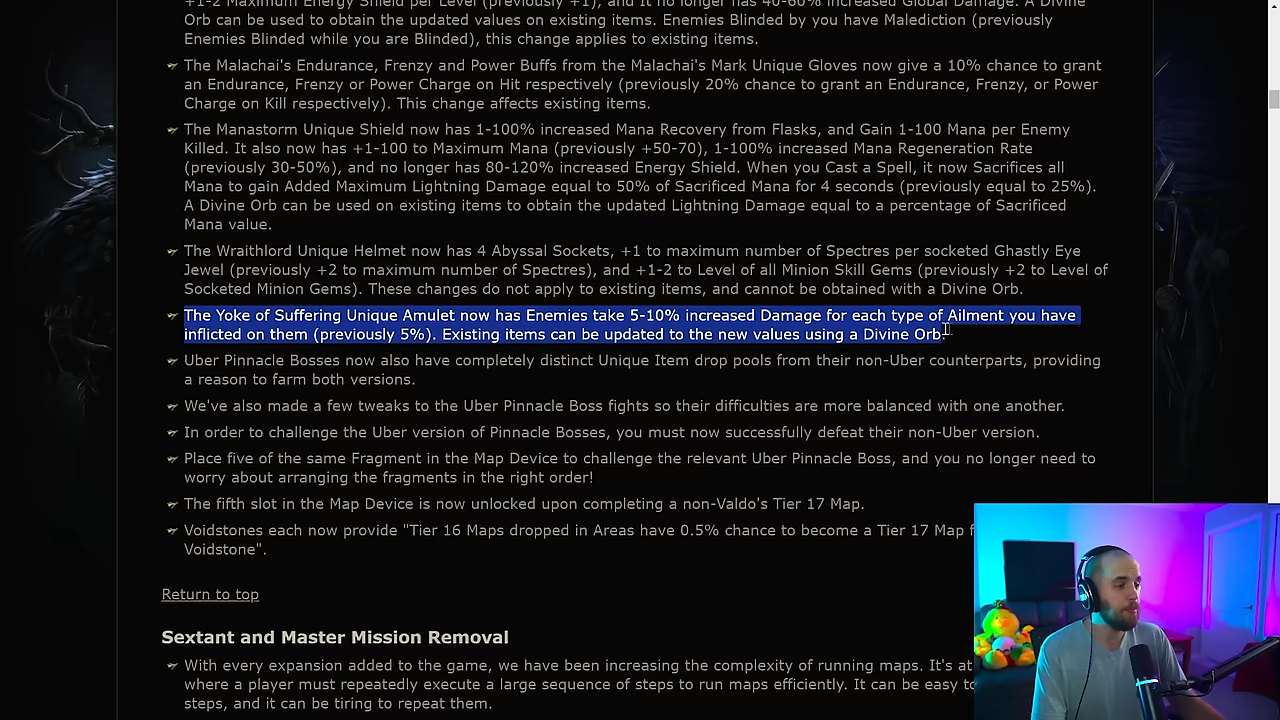 +1-2 Maximum Energy Shield per Level (previously +1), and it no longer has 40-60% increased Global Damage. A Divine
Orb can be used to obtain the updated values on existing items. Enemies Blinded by you have Malediction (previously
Enemies Blinded while you are Blinded), this change applies to existing items.
The Malachai's Endurance, Frenzy and Power Buffs from the Malachai's Mark Unique Gloves now give a 10% chance to grant
an Endurance, Frenzy or Power Charge on Hit respectively (previously 20% chance to grant an Endurance, Frenzy, or Power
Charge on Kill respectively). This change affects existing items.
The Manastorm Unique Shield now has 1-100% increased Mana Recovery from Flasks, and Gain 1-100 Mana per Enemy
Killed. It also now has +1-100 to Maximum Mana (previously +50-70), 1-100% increased Mana Regeneration Rate
(previously 30-50%), and no longer has 80-120% increased Energy Shield. When you Cast a Spell, it now Sacrifices all
Mana to gain Added Maximum Lightning Damage equal to 50% of Sacrificed Mana for 4 seconds (previously equal to 25%).
A Divine Orb can be used on existing items to obtain the updated Lightning Damage equal to a percentage of Sacrificed
Mana value.
The Wraithlord Unique Helmet now has 4 Abyssal Sockets, +1 to maximum number of Spectres per socketed Ghastly Eye
Jewel (previously +2 to maximum number of Spectres), and +1-2 to Level of all Minion Skill Gems (previously +2 to Level of
Socketed Minion Gems). These changes do not apply to existing items, and cannot be obtained with a Divine Orb.
The Yoke of Suffering Unique Amulet now has Enemies take 5-10% increased Damage for each type of Ailment you have
inflicted on them (previously 5%). Existing items can be updated to the new values using a Divine Orb.
Uber Pinnacle Bosses now also have completely distinct Unique Item drop pools from their non-Uber counterparts, providing
a reason to farm both versions.
We've also made a few tweaks to the Uber Pinnacle Boss fights so their difficulties are more balanced with one another.
In order to challenge the Uber version of Pinnacle Bosses, you must now successfully defeat their non-Uber version.
Place five of the same Fragment in the Map Device to challenge the relevant Uber Pinnacle Boss, and you no longer need to
worry about arranging the fragments in the right order!
The fifth slot in the Map Device is now unlocked upon completing a non-Valdo's Tier 17 Map.
Voidstones each now provide "Tier 16 Maps dropped in Areas have 0.5% chance to become a Tier 17 Map
Voidstone".
Return to top
Sextant and Master Mission Removal
With every expansion added to the game, we have been increasing the complexity of running maps. It's at
where a player must repeatedly execute a large sequence of steps to run maps efficiently. It can be easy to
steps, and it can be tiring to repeat them.